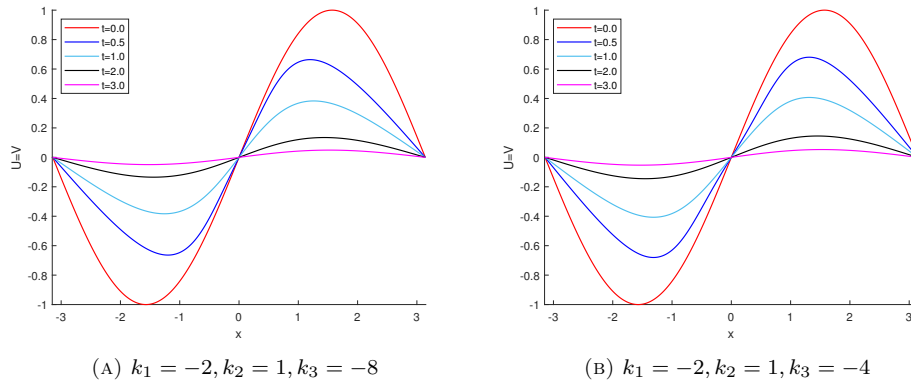 1
0.8
0.6
0.4
0.2
0
-0.2
-0.4
-0.6
-0.8
-1
U=V
t=0.0
t=0.5
t=1.0
t=2.0
t=3.0
-3 -2 -1 0 1 2 3
x
(A) k₁ = −2, k₂ = 1, k₃ = −8
1
0.8
0.6
0.4
0.2
0
-0.2
-0.4
-0.6
-0.8
-1
U=V
t=0.0
t=0.5
t=1.0
t=2.0
t=3.0
-3 -2 -1 0 1 2 3
x
(B) k₁ = −2, k₂ = 1, k₃ = −4